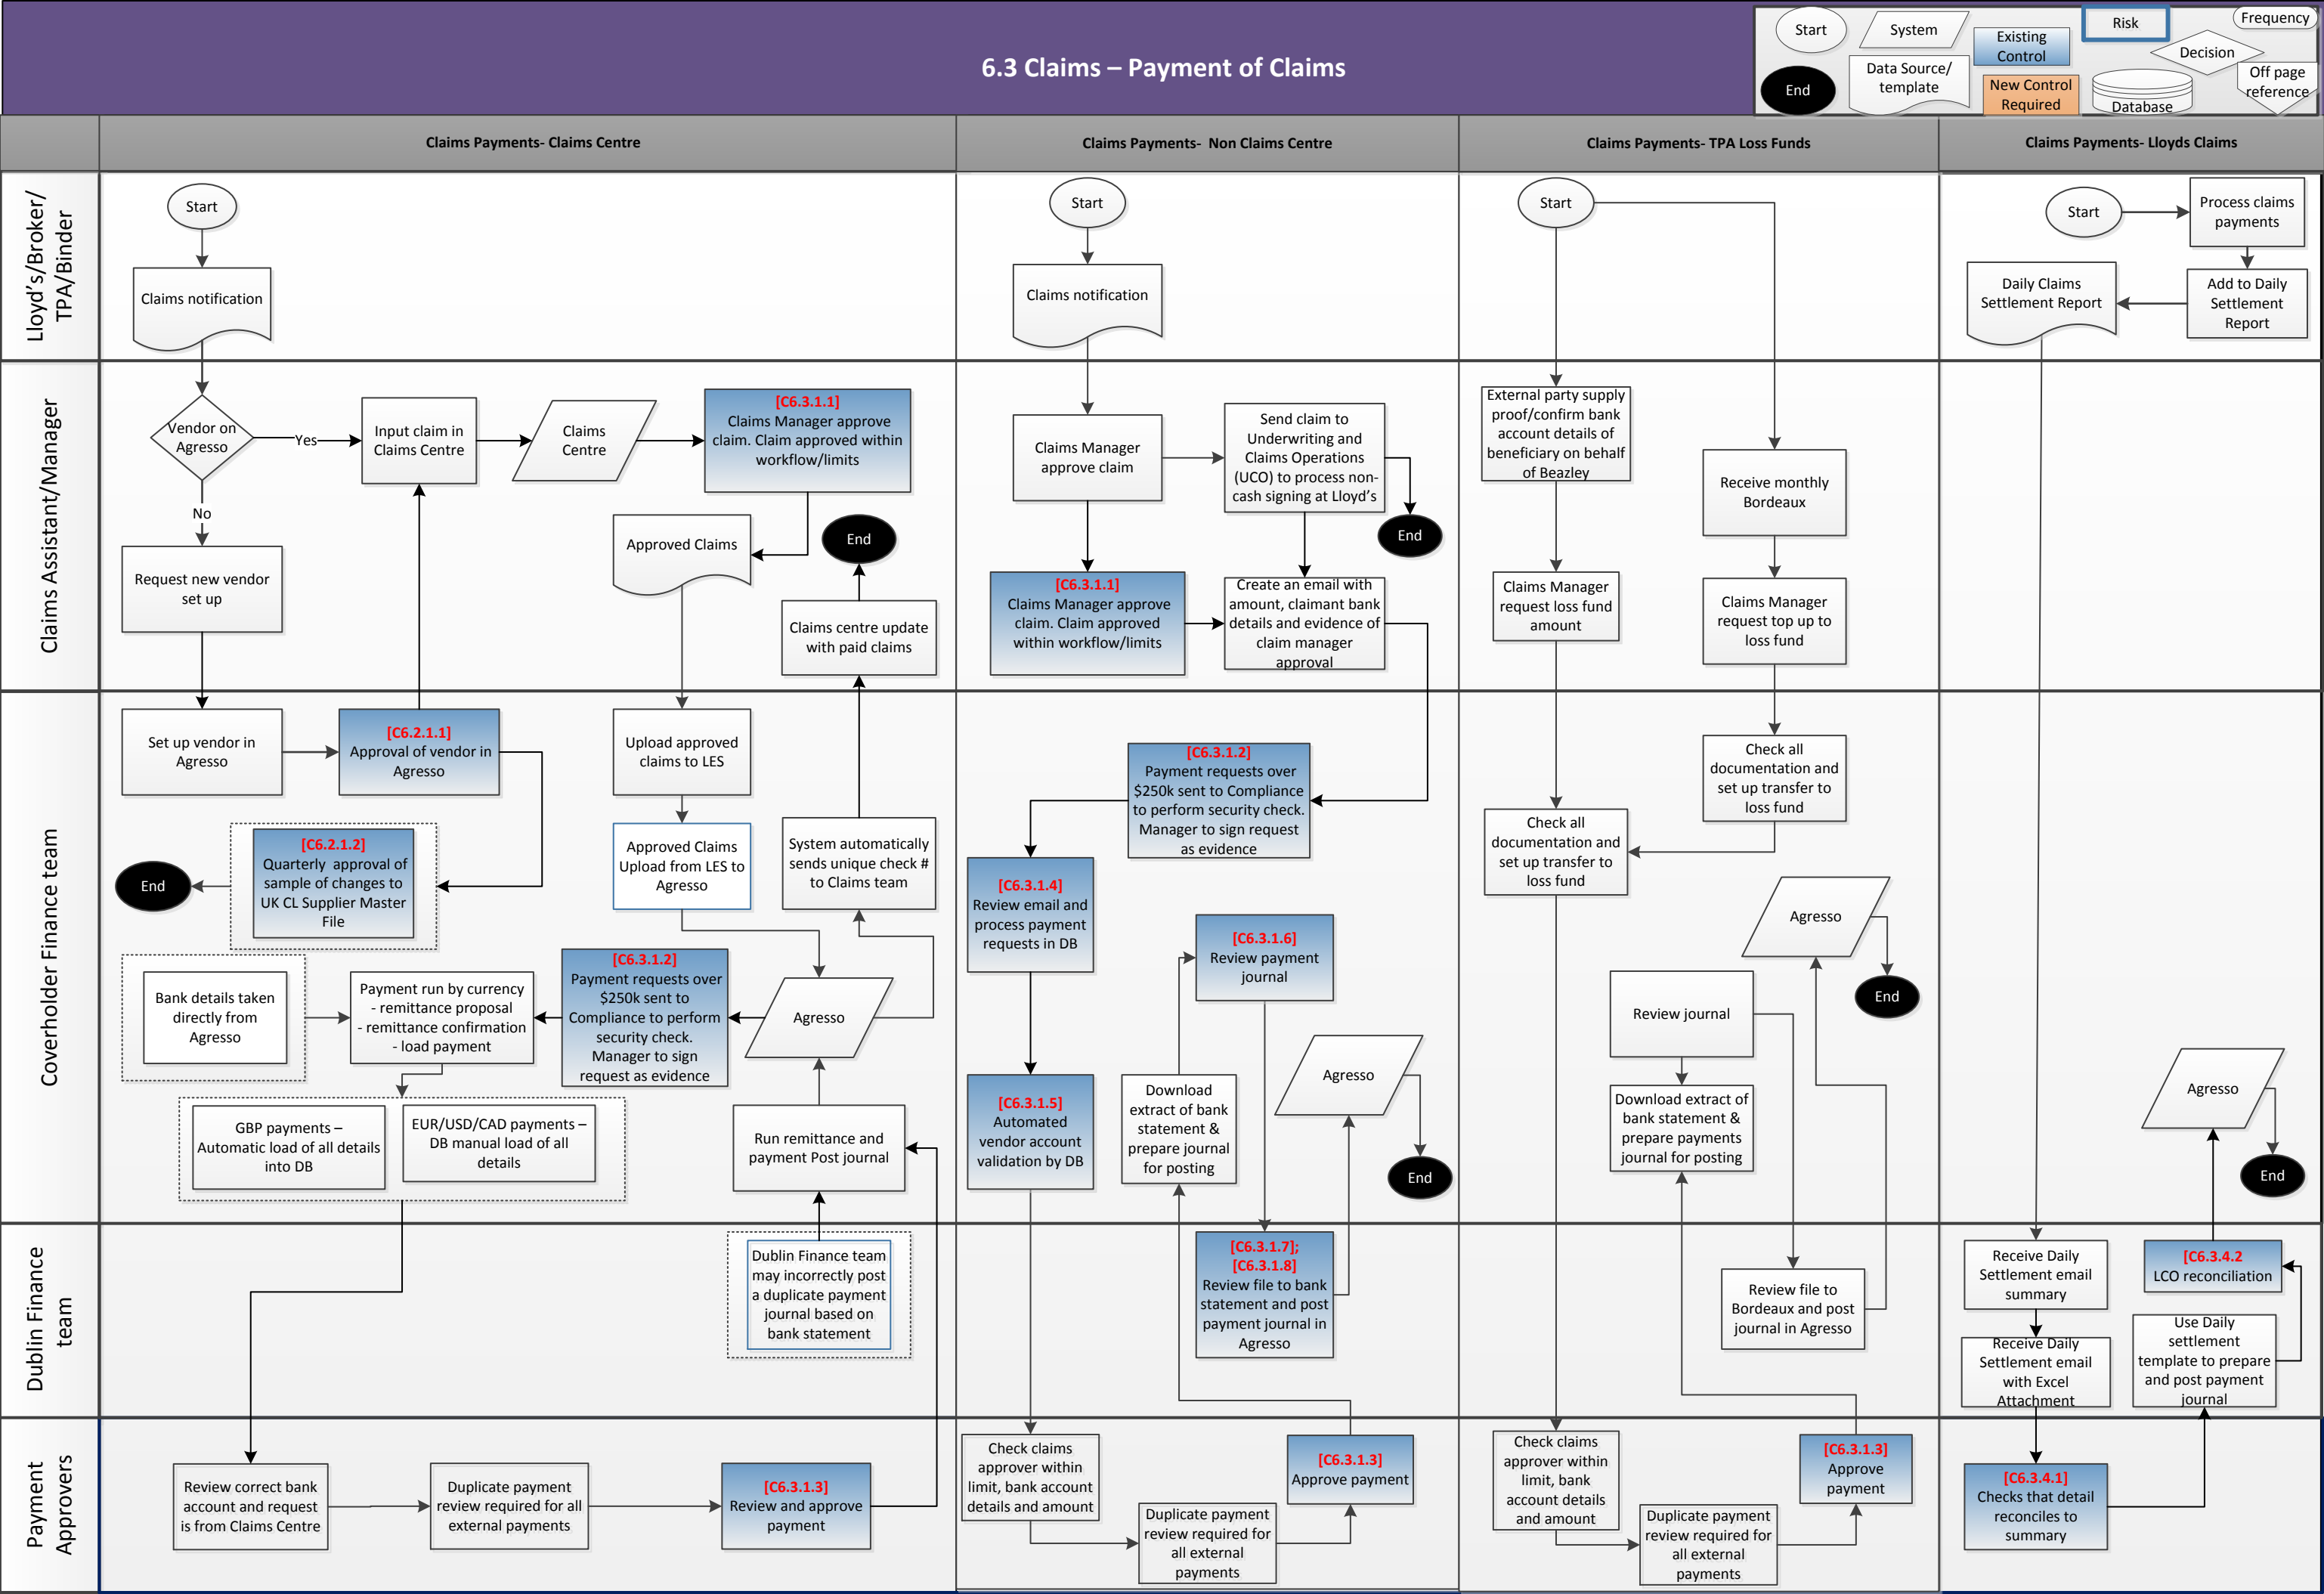 6.3 Claims – Payment of Claims
Start
System
Existing
Control
Risk
Frequency
Decision
End
Data Source/
template
New Control
Required
Database
Off page
reference
Claims Payments- Claims Centre
Claims Payments-  Non Claims Centre
Claims Payments- TPA Loss Funds
Claims Payments- Lloyds Claims
Lloyd's/Broker/
TPA/Binder
Start
Claims notification
Start
Claims notification
Start
Start
Process claims
payments
Add to Daily
Settlement
Report
Daily Claims
Settlement Report
Claims Assistant/Manager
Vendor on
Agresso
Yes
No
Input claim in
Claims Centre
Claims
Centre
[C6.3.1.1]
Claims Manager approve
claim. Claim approved within
workflow/limits
Approved Claims
End
Request new vendor
set up
Claims centre update
with paid claims
Claims Manager
approve claim
Send claim to
Underwriting and
Claims Operations
(UCO) to process non-
cash signing at Lloyd's
End
[C6.3.1.1]
Claims Manager approve
claim. Claim approved
within workflow/limits
Create an email with
amount, claimant bank
details and evidence of
claim manager
approval
External party supply
proof/confirm bank
account details of
beneficiary on behalf
of Beazley
Receive monthly
Bordeaux
Claims Manager
request loss fund
amount
Claims Manager
request top up to
loss fund
Coverholder Finance team
Set up vendor in
Agresso
[C6.2.1.1]
Approval of vendor in
Agresso
Upload approved
claims to LES
End
[C6.2.1.2]
Quarterly  approval of
sample of changes to
UK CL Supplier Master
File
Approved Claims
Upload from LES to
Agresso
System automatically
sends unique check #
to Claims team
Bank details taken
directly from
Agresso
Payment run by currency
- remittance proposal
- remittance confirmation
- load payment
[C6.3.1.2]
Payment requests over
$250k sent to
Compliance to perform
security check.
Manager to sign
request as evidence
Agresso
GBP payments –
Automatic load of all details
into DB
EUR/USD/CAD payments –
DB manual load of all
details
Run remittance and
payment Post journal
[C6.3.1.2]
Payment requests over
$250k sent to Compliance
to perform security check.
Manager to sign request
as evidence
[C6.3.1.4]
Review email and
process payment
requests in DB
[C6.3.1.6]
Review payment
journal
[C6.3.1.5]
Automated
vendor account
validation by DB
Download
extract of bank
statement &
prepare journal
for posting
Agresso
End
Check all
documentation and
set up transfer to
loss fund
Check all
documentation and
set up transfer to
loss fund
Agresso
End
Review journal
Download extract of
bank statement &
prepare payments
journal for posting
Agresso
End
Dublin Finance
team
Dublin Finance team
may incorrectly post
a duplicate payment
journal based on
bank statement
[C6.3.1.7];
[C6.3.1.8]
Review file to bank
statement and post
payment journal in
Agresso
Review file to
Bordeaux and post
journal in Agresso
Receive Daily
Settlement email
summary
[C6.3.4.2
LCO reconciliation
Receive Daily
Settlement email
with Excel
Attachment
Use Daily
settlement
template to prepare
and post payment
journal
Payment
Approvers
Review correct bank
account and request
is from Claims Centre
Duplicate payment
review required for all
external payments
[C6.3.1.3]
Review and approve
payment
Check claims
approver within
limit, bank account
details and amount
Duplicate payment
review required for
all external
payments
[C6.3.1.3]
Approve payment
Check claims
approver within
limit, bank
account details
and amount
Duplicate payment
review required for
all external
payments
[C6.3.1.3]
Approve
payment
[C6.3.4.1]
Checks that detail
reconciles to
summary